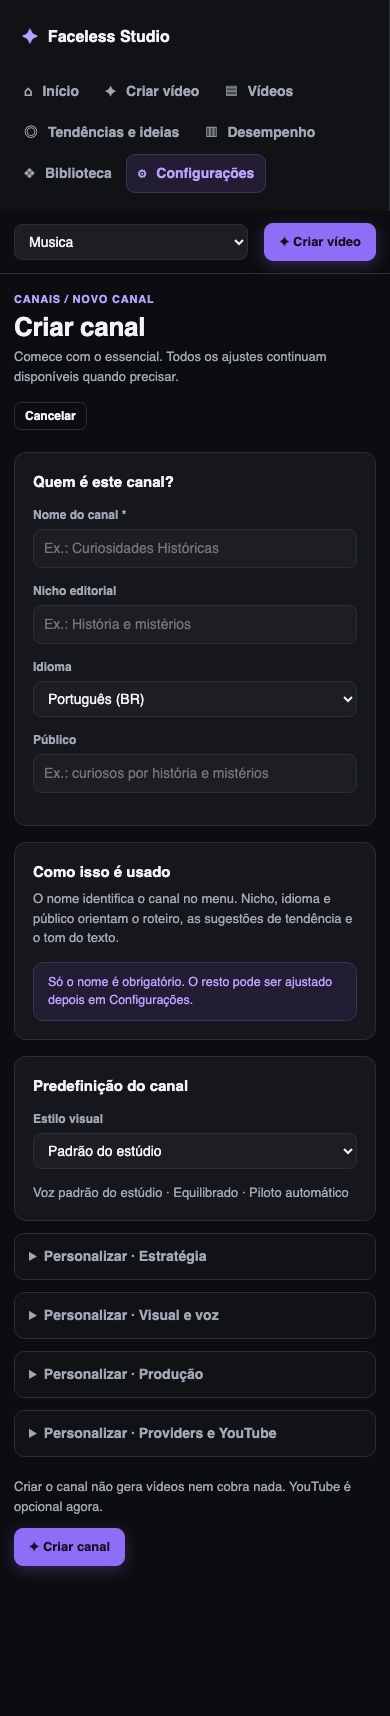 Faceless Studio
Início
Criar vídeo
Vídeos
Tendências e ideias
Desempenho
Biblioteca
Configurações
Musica
Criar vídeo
CANAIS / NOVO CANAL
Criar canal
Comece com o essencial. Todos os ajustes continuam
disponíveis quando precisar.
Cancelar
Quem é este canal?
Nome do canal *
Ex.: Curiosidades Históricas
Nicho editorial
Ex.: História e mistérios
Idioma
Português (BR)
Público
Ex.: curiosos por história e mistérios
Como isso é usado
O nome identifica o canal no menu. Nicho, idioma e
público orientam o roteiro, as sugestões de tendência e
o tom do texto.
Só o nome é obrigatório. O resto pode ser ajustado
depois em Configurações.
Predefinição do canal
Estilo visual
Padrão do estúdio
Voz padrão do estúdio · Equilibrado · Piloto automático
Personalizar · Estratégia
Personalizar · Visual e voz
Personalizar · Produção
Personalizar · Providers e YouTube
Criar o canal não gera vídeos nem cobra nada. YouTube é
opcional agora.
Criar canal